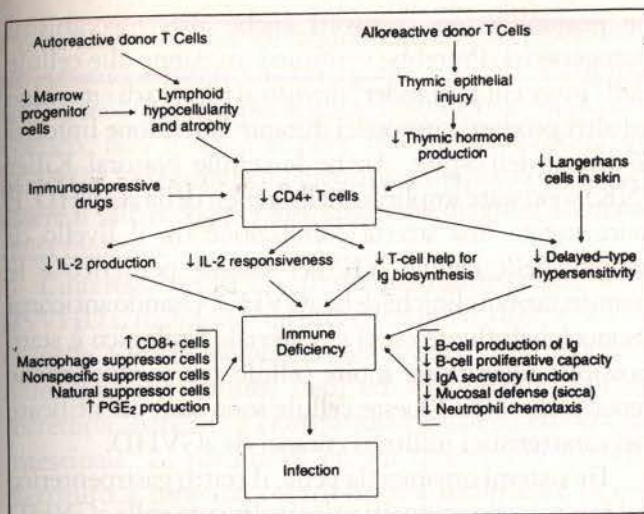 Autoreactive donor T Cells
Alloreactive donor T Cells
↓ Marrow
progenitor
cells
Lymphoid
hypocellularity
and atrophy
Thymic epithelial
injury
↓ Thymic hormone
production
↓ Langerhans
cells in skin
Immunosuppressive
drugs
↓ CD4+ T cells
↓ IL-2 production
↓ IL-2 responsiveness
↓ T-cell help for
Ig biosynthesis
↓ Delayed–type
hypersensitivity
↑ CD8+ cells
Macrophage suppressor cells
Nonspecific suppressor cells
Natural suppressor cells
↑ PGE₂ production
Immune
Deficiency
↓ B-cell production of Ig
↓ B-cell proliferative capacity
↓ IgA secretory function
↓ Mucosal defense (sicca)
↓ Neutrophil chemotaxis
Infection